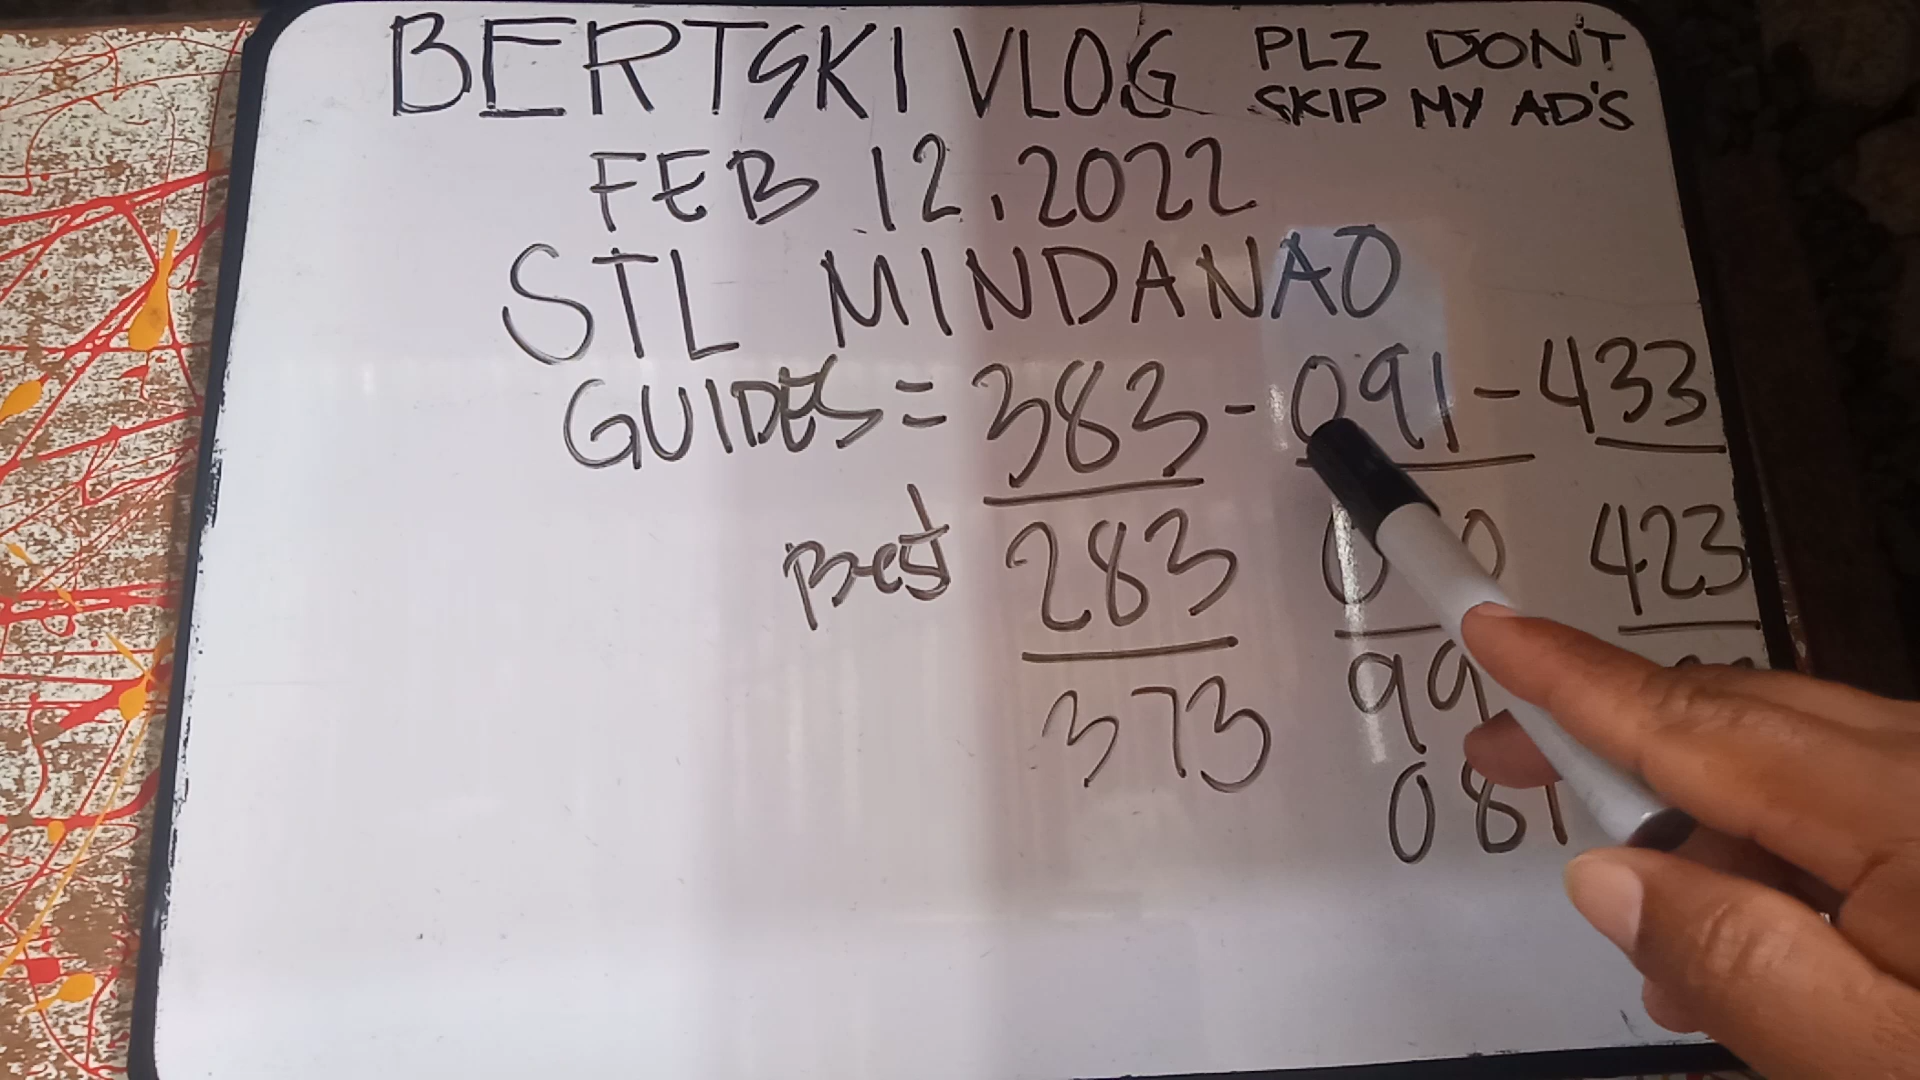 BERTSKI VLOG PLZ DON'T
SKIP MY AD'S
FEB 12.2022
STL MINDANAO
GUIDES = 383 - 091 - 433
Best 283 423
373
081